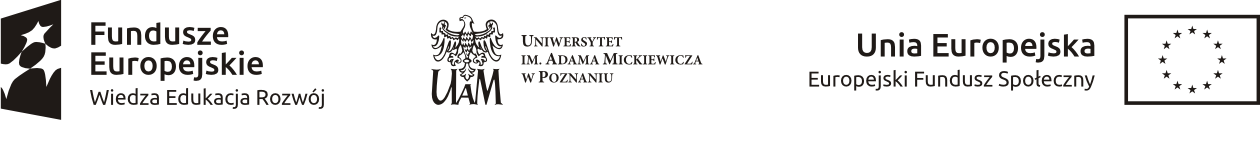 Fundusze
Europejskie
Wiedza Edukacja Rozwój
UAM
UNIWERSYTET
IM. ADAMA MICKIEWICZA
W POZNANIU
Unia Europejska
Europejski Fundusz Społeczny